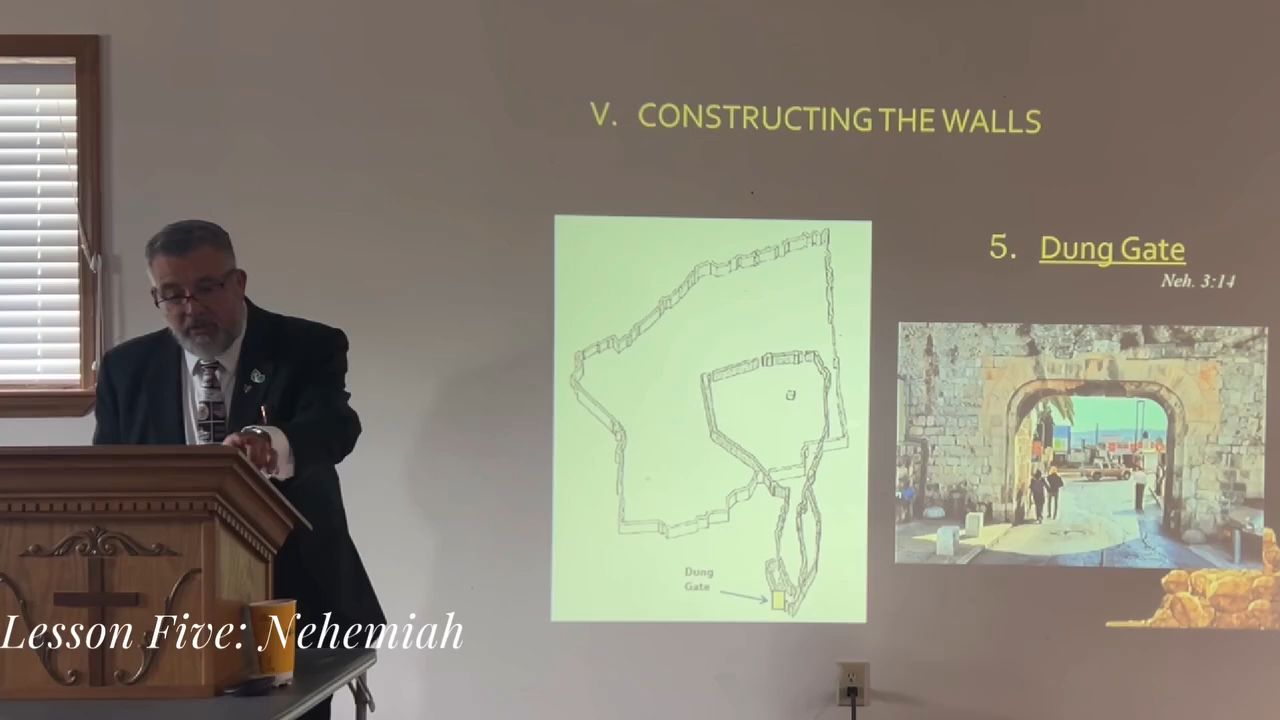 V. CONSTRUCTING THE WALLS
5. Dung Gate
Neh. 3:14
Dung
Gate
Lesson Five: Nehemiah